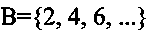 B={2, 4, 6, ...}